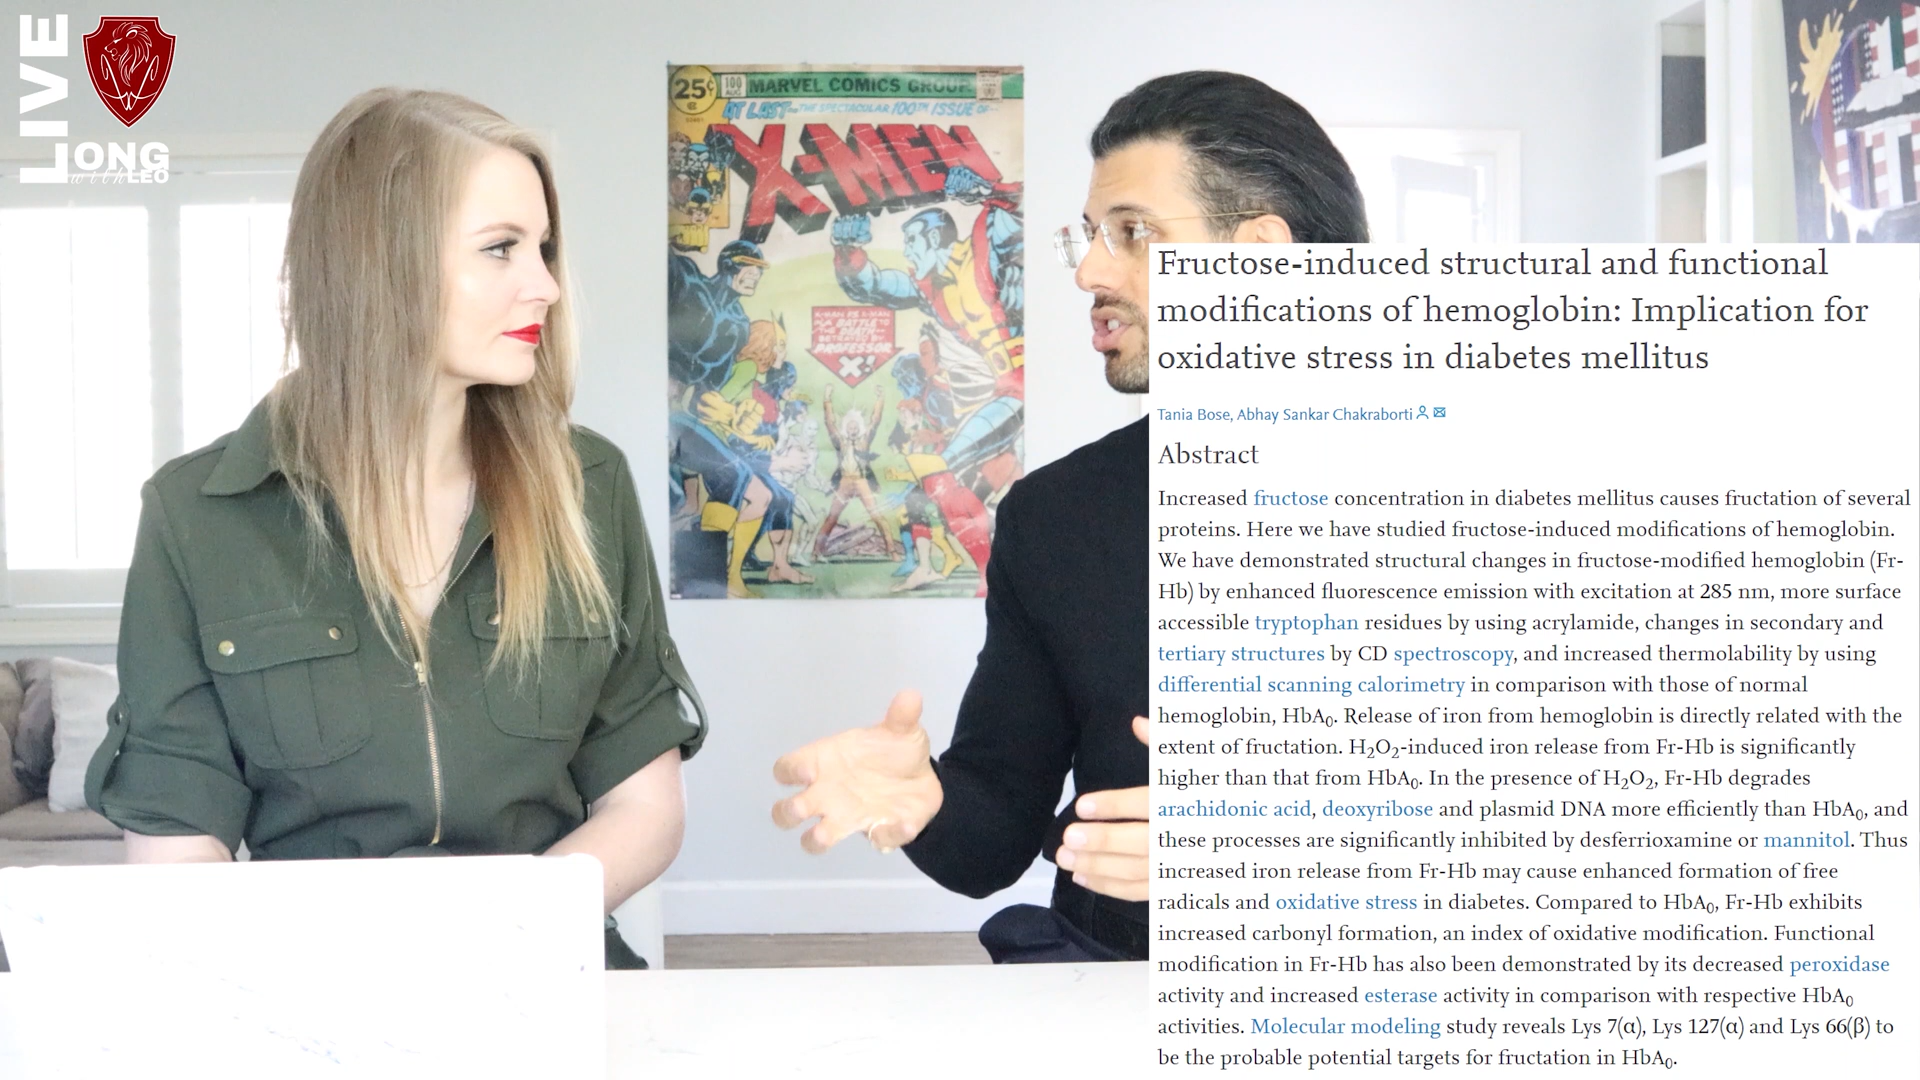 LIVE
LONG
with LEO
25¢
100
AUG
MARVEL COMICS GROUP
AT LAST--THE SPECTACULAR 100TH ISSUE OF--
X-MEN
X-MAN VS X-MAN
IN A BATTLE TO
THE DEATH--
BETRAYED BY
PROFESSOR
X!
Fructose-induced structural and functional
modifications of hemoglobin: Implication for
oxidative stress in diabetes mellitus
Tania Bose, Abhay Sankar Chakraborti
Abstract
Increased fructose concentration in diabetes mellitus causes fructation of several
proteins. Here we have studied fructose-induced modifications of hemoglobin.
We have demonstrated structural changes in fructose-modified hemoglobin (Fr-
Hb) by enhanced fluorescence emission with excitation at 285 nm, more surface
accessible tryptophan residues by using acrylamide, changes in secondary and
tertiary structures by CD spectroscopy, and increased thermolability by using
differential scanning calorimetry in comparison with those of normal
hemoglobin, HbA₀. Release of iron from hemoglobin is directly related with the
extent of fructation. H₂O₂-induced iron release from Fr-Hb is significantly
higher than that from HbA₀. In the presence of H₂O₂, Fr-Hb degrades
arachidonic acid, deoxyribose and plasmid DNA more efficiently than HbA₀, and
these processes are significantly inhibited by desferrioxamine or mannitol. Thus
increased iron release from Fr-Hb may cause enhanced formation of free
radicals and oxidative stress in diabetes. Compared to HbA₀, Fr-Hb exhibits
increased carbonyl formation, an index of oxidative modification. Functional
modification in Fr-Hb has also been demonstrated by its decreased peroxidase
activity and increased esterase activity in comparison with respective HbA₀
activities. Molecular modeling study reveals Lys 7(α), Lys 127(α) and Lys 66(β) to
be the probable potential targets for fructation in HbA₀.